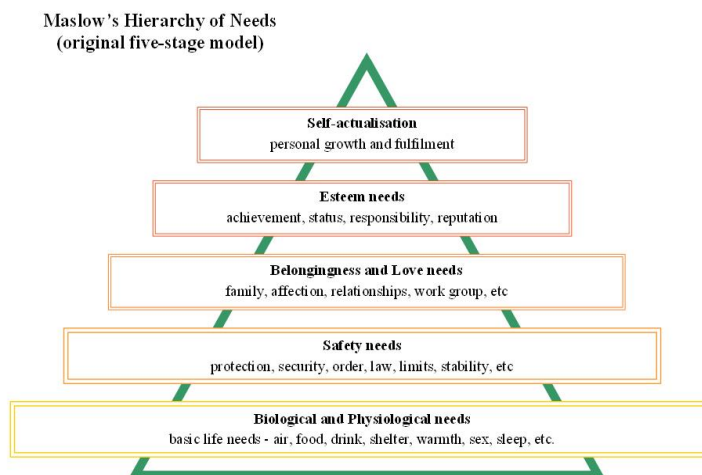 Maslow's Hierarchy of Needs
(original five-stage model)
Self-actualisation
personal growth and fulfilment
Esteem needs
achievement, status, responsibility, reputation
Belongingness and Love needs
family, affection, relationships, work group, etc
Safety needs
protection, security, order, law, limits, stability, etc
Biological and Physiological needs
basic life needs - air, food, drink, shelter, warmth, sex, sleep, etc.